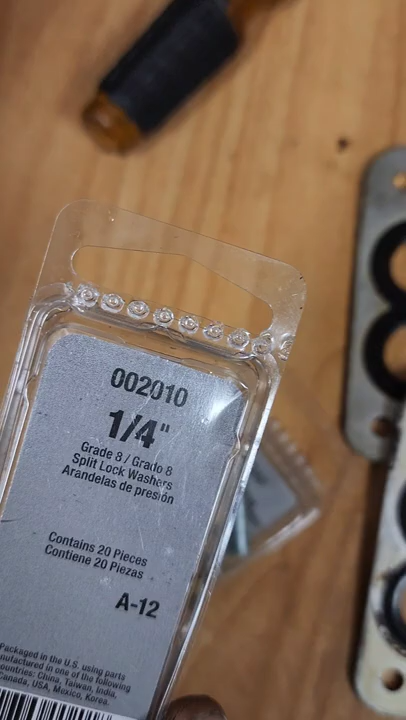 002010
1/4"
Grade 8 / Grado 8
Split Lock Washers
Arandelas de presión
Contains 20 Pieces
Contiene 20 Piezas
A-12
Packaged in the U.S. using parts
manufactured in one of the following
countries: China, Taiwan, India,
Canada, USA, Mexico, Korea.